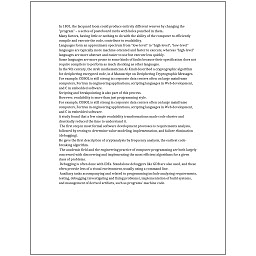 In 1801, the Jacquard loom could produce entirely different weaves by changing the
"program" - a series of pasteboard cards with holes punched in them.
Many factors, having little or nothing to do with the ability of the computer to efficiently
compile and execute the code, contribute to readability.
Languages form an approximate spectrum from "low-level" to "high-level"; "low-level"
languages are typically more machine-oriented and faster to execute, whereas "high-level"
languages are more abstract and easier to use but execute less quickly.
Some languages are more prone to some kinds of faults because their specification does not
require compilers to perform as much checking as other languages.
In the 9th century, the Arab mathematician Al-Kindi described a cryptographic algorithm
for deciphering encrypted code, in A Manuscript on Deciphering Cryptographic Messages.
For example, COBOL is still strong in corporate data centers often on large mainframe
computers, Fortran in engineering applications, scripting languages in Web development,
and C in embedded software.
Scripting and breakpointing is also part of this process.
However, readability is more than just programming style.
For example, COBOL is still strong in corporate data centers often on large mainframe
computers, Fortran in engineering applications, scripting languages in Web development,
and C in embedded software.
A study found that a few simple readability transformations made code shorter and
drastically reduced the time to understand it.
The first step in most formal software development processes is requirements analysis,
followed by testing to determine value modeling, implementation, and failure elimination
(debugging).
He gave the first description of cryptanalysis by frequency analysis, the earliest code-
breaking algorithm.
The academic field and the engineering practice of computer programming are both largely
concerned with discovering and implementing the most efficient algorithms for a given
class of problems.
Debugging is often done with IDEs. Standalone debuggers like GDB are also used, and these
often provide less of a visual environment, usually using a command line.
Auxiliary tasks accompanying and related to programming include analyzing requirements,
testing, debugging (investigating and fixing problems), implementation of build systems,
and management of derived artifacts, such as programs' machine code.